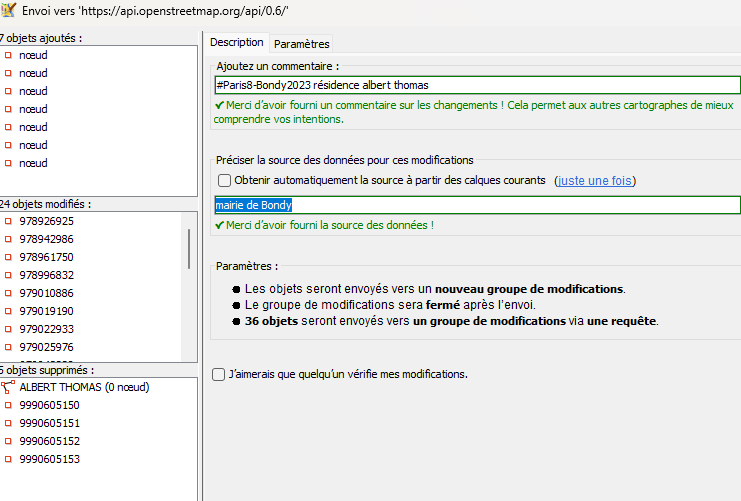 Envoi vers 'https://api.openstreetmap.org/api/0.6/'
7 objets ajoutés :
nœud
nœud
nœud
nœud
nœud
nœud
nœud
24 objets modifiés :
978926925
978942986
978961750
978996832
979010886
979019190
979022933
979025976
5 objets supprimés :
ALBERT THOMAS (0 nœud)
9990605150
9990605151
9990605152
9990605153
Description
Paramètres
Ajoutez un commentaire :
#Paris8-Bondy2023 résidence albert thomas
Merci d'avoir fourni un commentaire sur les changements ! Cela permet aux autres cartographes de mieux
comprendre vos intentions.
Préciser la source des données pour ces modifications
Obtenir automatiquement la source à partir des calques courants (juste une fois)
mairie de Bondy
Merci d'avoir fourni la source des données !
Paramètres :
Les objets seront envoyés vers un nouveau groupe de modifications.
Le groupe de modifications sera fermé après l'envoi.
36 objets seront envoyés vers un groupe de modifications via une requête.
J'aimerais que quelqu'un vérifie mes modifications.